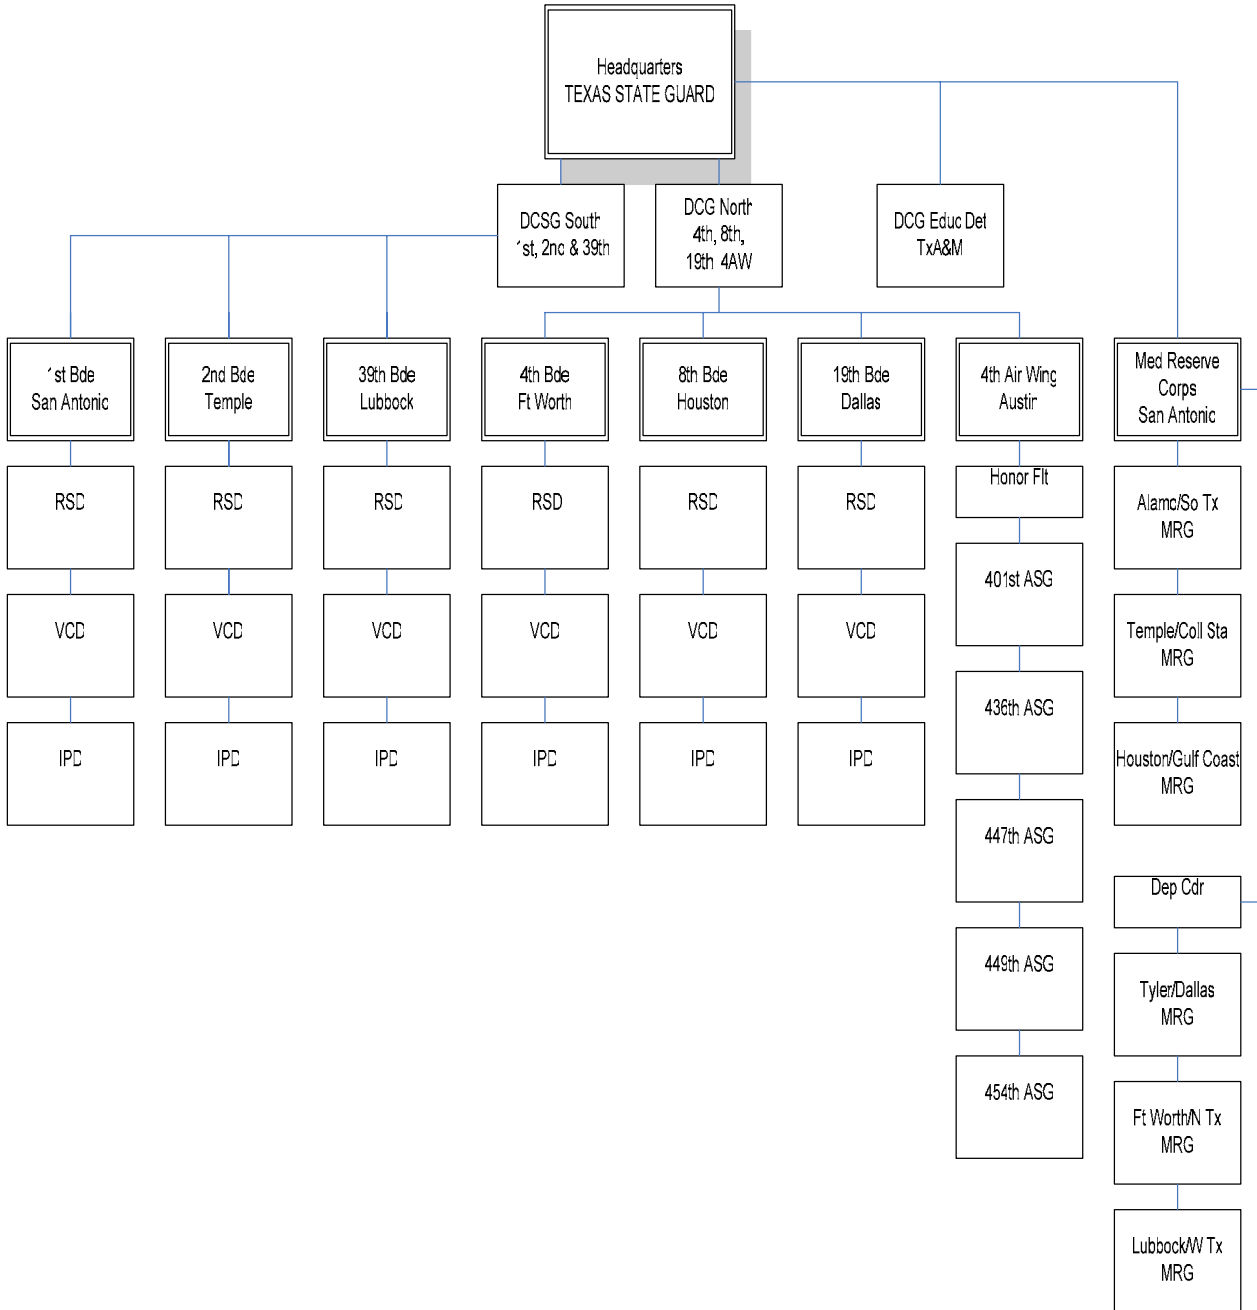 Headquarters
TEXAS STATE GUARD
DCSG South
1st, 2nd & 39th
DCG North
4th, 8th,
19th 4AW
DCG Educ Det
TxA&M
1st Bde
San Antonio
2nd Bde
Temple
39th Bde
Lubbock
4th Bde
Ft Worth
8th Bde
Houston
19th Bde
Dallas
4th Air Wing
Austin
Med Reserve
Corps
San Antonio
RSD
RSD
RSD
RSD
RSD
RSD
Honor Flt
Alamo/So Tx
MRG
401st ASG
VCD
VCD
VCD
VCD
VCD
VCD
Temple/Coll Sta
MRG
436th ASG
IPD
IPD
IPD
IPD
IPD
IPD
Houston/Gulf Coast
MRG
447th ASG
Dep Cdr
449th ASG
Tyler/Dallas
MRG
454th ASG
Ft Worth/N Tx
MRG
Lubbock/W Tx
MRG